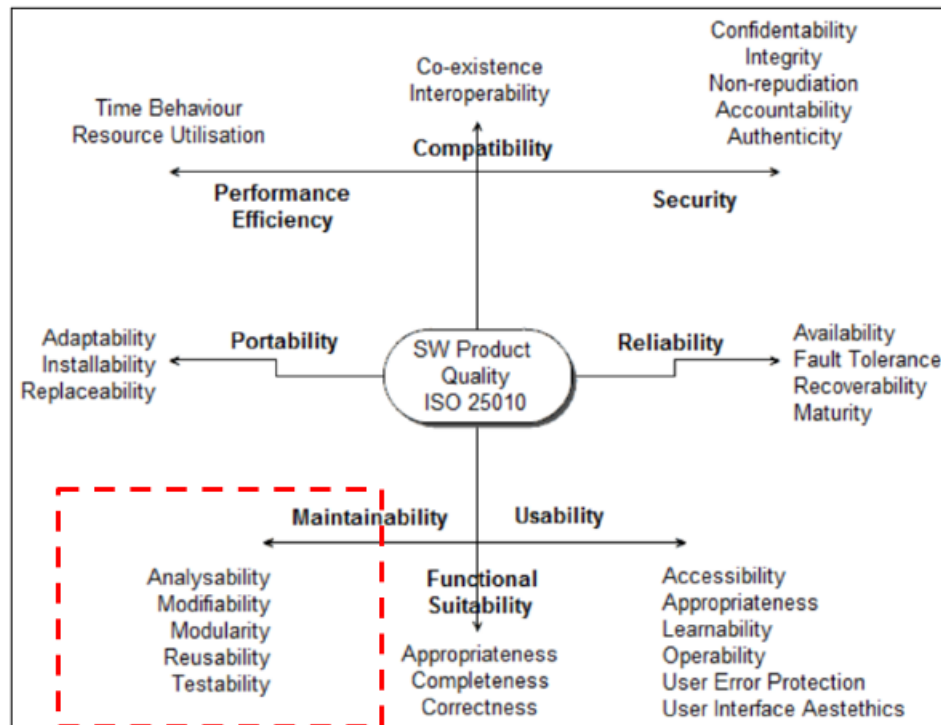 Confidentability
Integrity
Non-repudiation
Accountability
Authenticity
Co-existence
Interoperability
Time Behaviour
Resource Utilisation
Compatibility
Performance
Efficiency
Security
Adaptability
Installability
Replaceability
Portability
SW Product
Quality
ISO 25010
Reliability
Availability
Fault Tolerance
Recoverability
Maturity
Maintainability
Usability
Analysability
Modifiability
Modularity
Reusability
Testability
Functional
Suitability
Appropriateness
Completeness
Correctness
Accessibility
Appropriateness
Learnability
Operability
User Error Protection
User Interface Aestethics